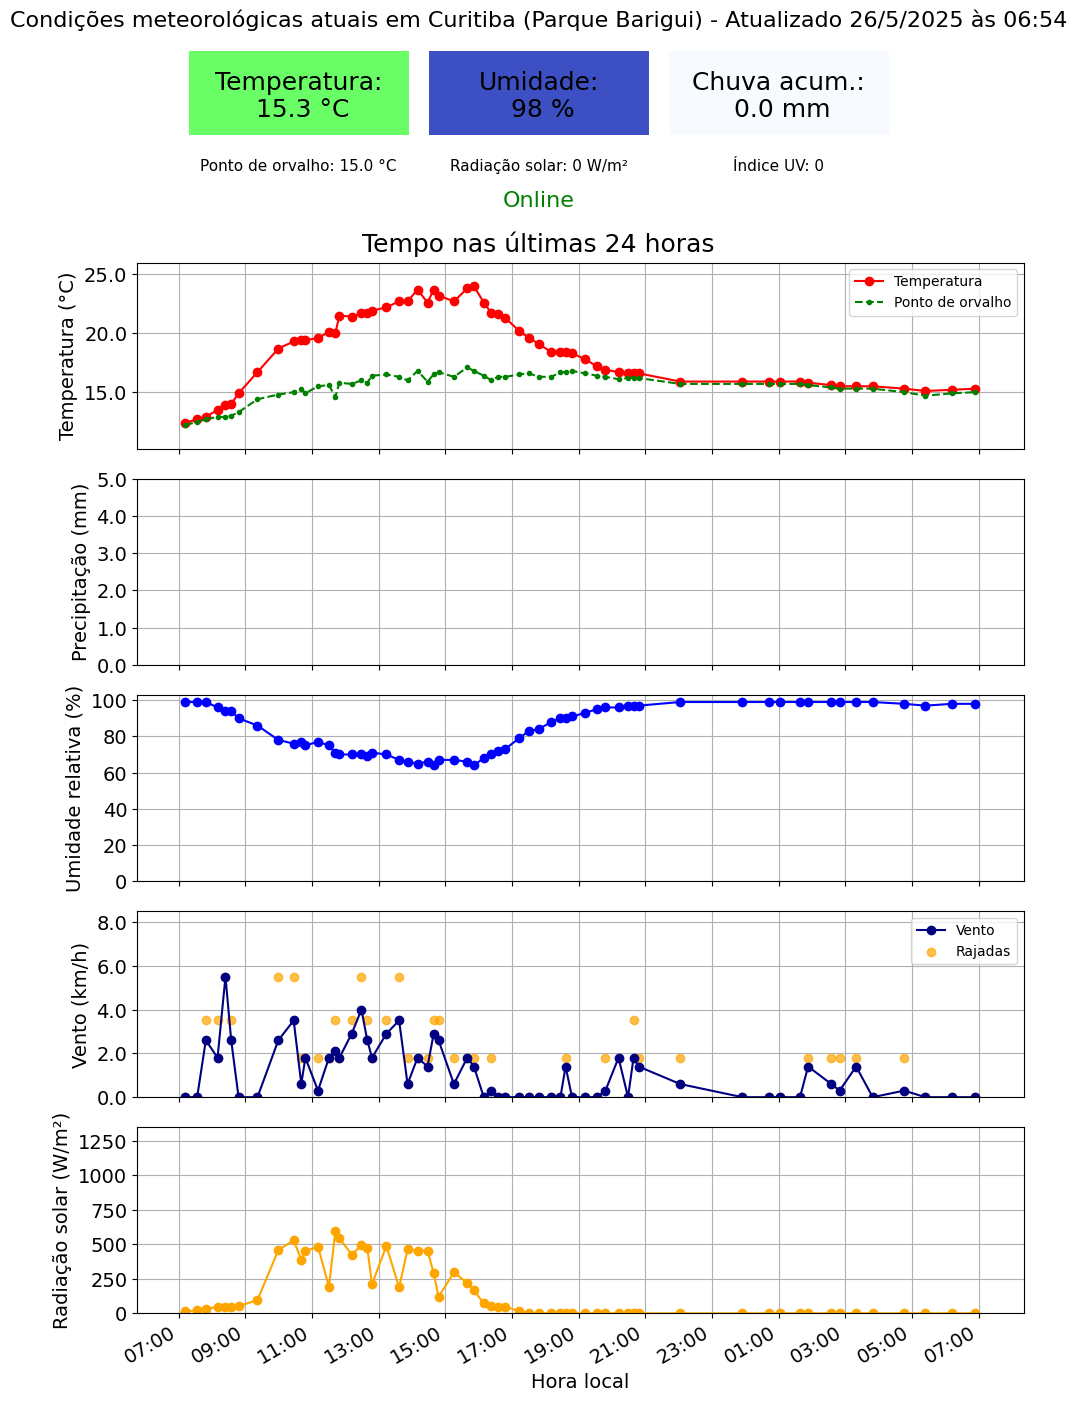 Condições meteorológicas atuais em Curitiba (Parque Barigui) - Atualizado 26/5/2025 às 06:54
Temperatura:
15.3 °C
Umidade:
98 %
Chuva acum.:
0.0 mm
Ponto de orvalho: 15.0 °C
Radiação solar: 0 W/m²
Índice UV: 0
Online
Tempo nas últimas 24 horas
Temperatura (°C)
25.0
20.0
15.0
Temperatura
Ponto de orvalho
Precipitação (mm)
5.0
4.0
3.0
2.0
1.0
0.0
Umidade relativa (%)
100
80
60
40
20
0
Vento (km/h)
8.0
6.0
4.0
2.0
0.0
Vento
Rajadas
Radiação solar (W/m²)
1250
1000
750
500
250
0
07:00
09:00
11:00
13:00
15:00
17:00
19:00
21:00
23:00
01:00
03:00
05:00
07:00
Hora local